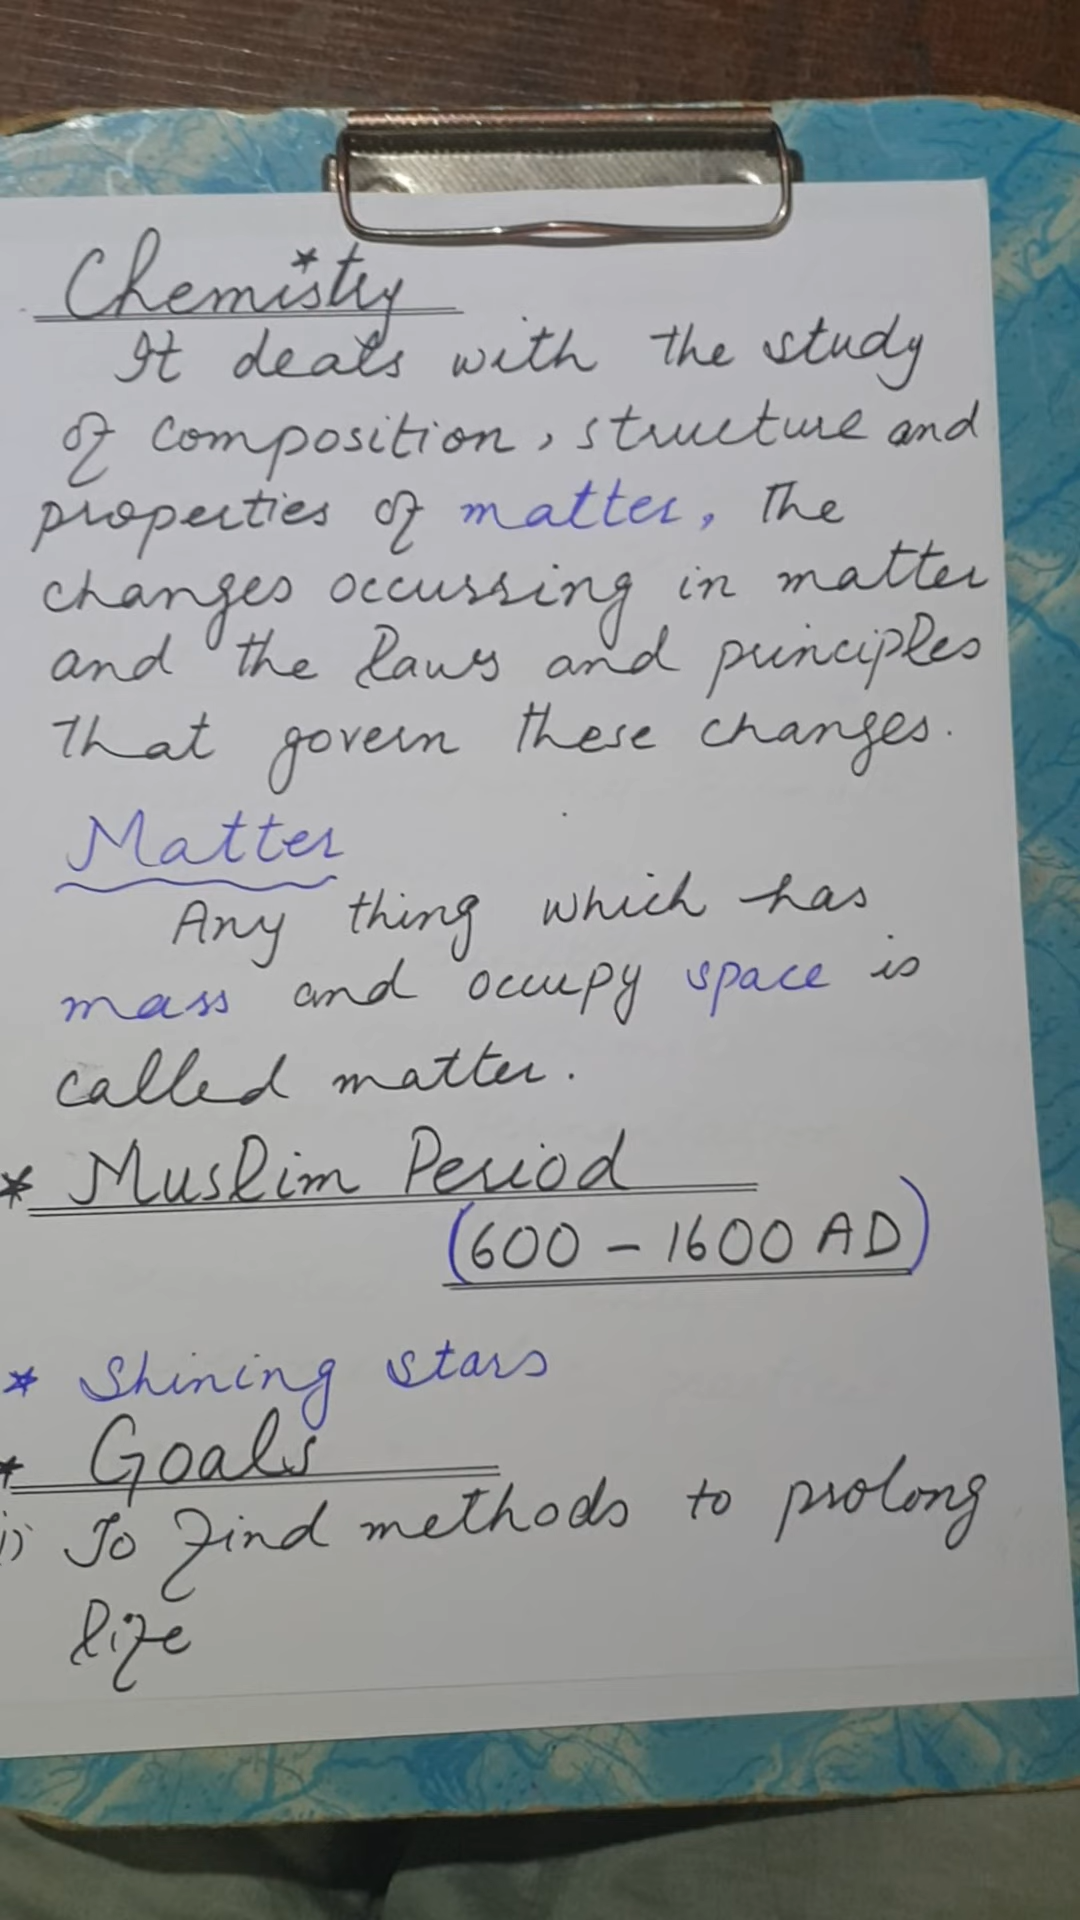 Chemistry
It deals with the study
of composition, structure and
properties of matter, the
changes occurring in matter
and the laws and principles
that govern these changes.
Matter
Any thing which has
mass and occupy space is
called matter.
* Muslim Period
(600 - 1600 AD)
* Shining stars
* Goals
i) To find methods to prolong
life